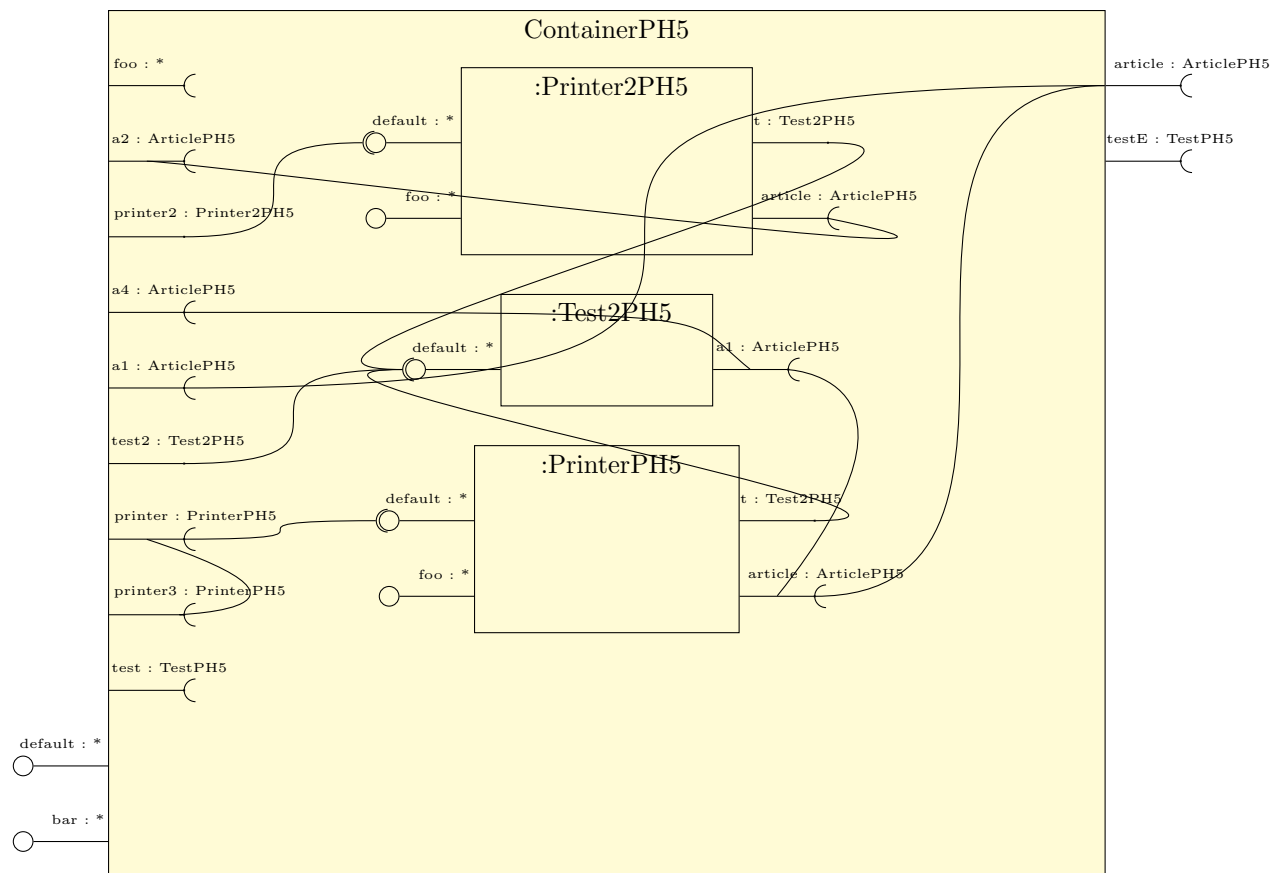 ContainerPH5
foo : *
article : ArticlePH5
:Printer2PH5
default : *
t : Test2PH5
a2 : ArticlePH5
testE : TestPH5
foo : *
article : ArticlePH5
printer2 : Printer2PH5
a4 : ArticlePH5
:Test2PH5
default : *
a1 : ArticlePH5
a1 : ArticlePH5
test2 : Test2PH5
:PrinterPH5
default : *
t : Test2PH5
printer : PrinterPH5
foo : *
article : ArticlePH5
printer3 : PrinterPH5
test : TestPH5
default : *
bar : *